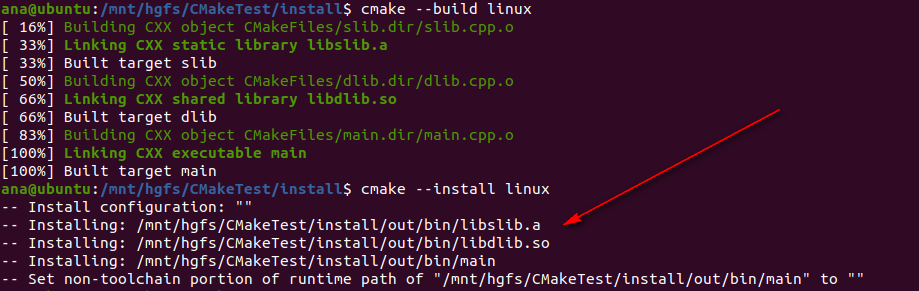 ana@ubuntu:/mnt/hgfs/CMakeTest/install$ cmake --build linux
[ 16%] Building CXX object CMakeFiles/slib.dir/slib.cpp.o
[ 33%] Linking CXX static library libslib.a
[ 33%] Built target slib
[ 50%] Building CXX object CMakeFiles/dlib.dir/dlib.cpp.o
[ 66%] Linking CXX shared library libdlib.so
[ 66%] Built target dlib
[ 83%] Building CXX object CMakeFiles/main.dir/main.cpp.o
[100%] Linking CXX executable main
[100%] Built target main
ana@ubuntu:/mnt/hgfs/CMakeTest/install$ cmake --install linux
-- Install configuration: ""
-- Installing: /mnt/hgfs/CMakeTest/install/out/bin/libslib.a
-- Installing: /mnt/hgfs/CMakeTest/install/out/bin/libdlib.so
-- Installing: /mnt/hgfs/CMakeTest/install/out/bin/main
-- Set non-toolchain portion of runtime path of "/mnt/hgfs/CMakeTest/install/out/bin/main" to ""